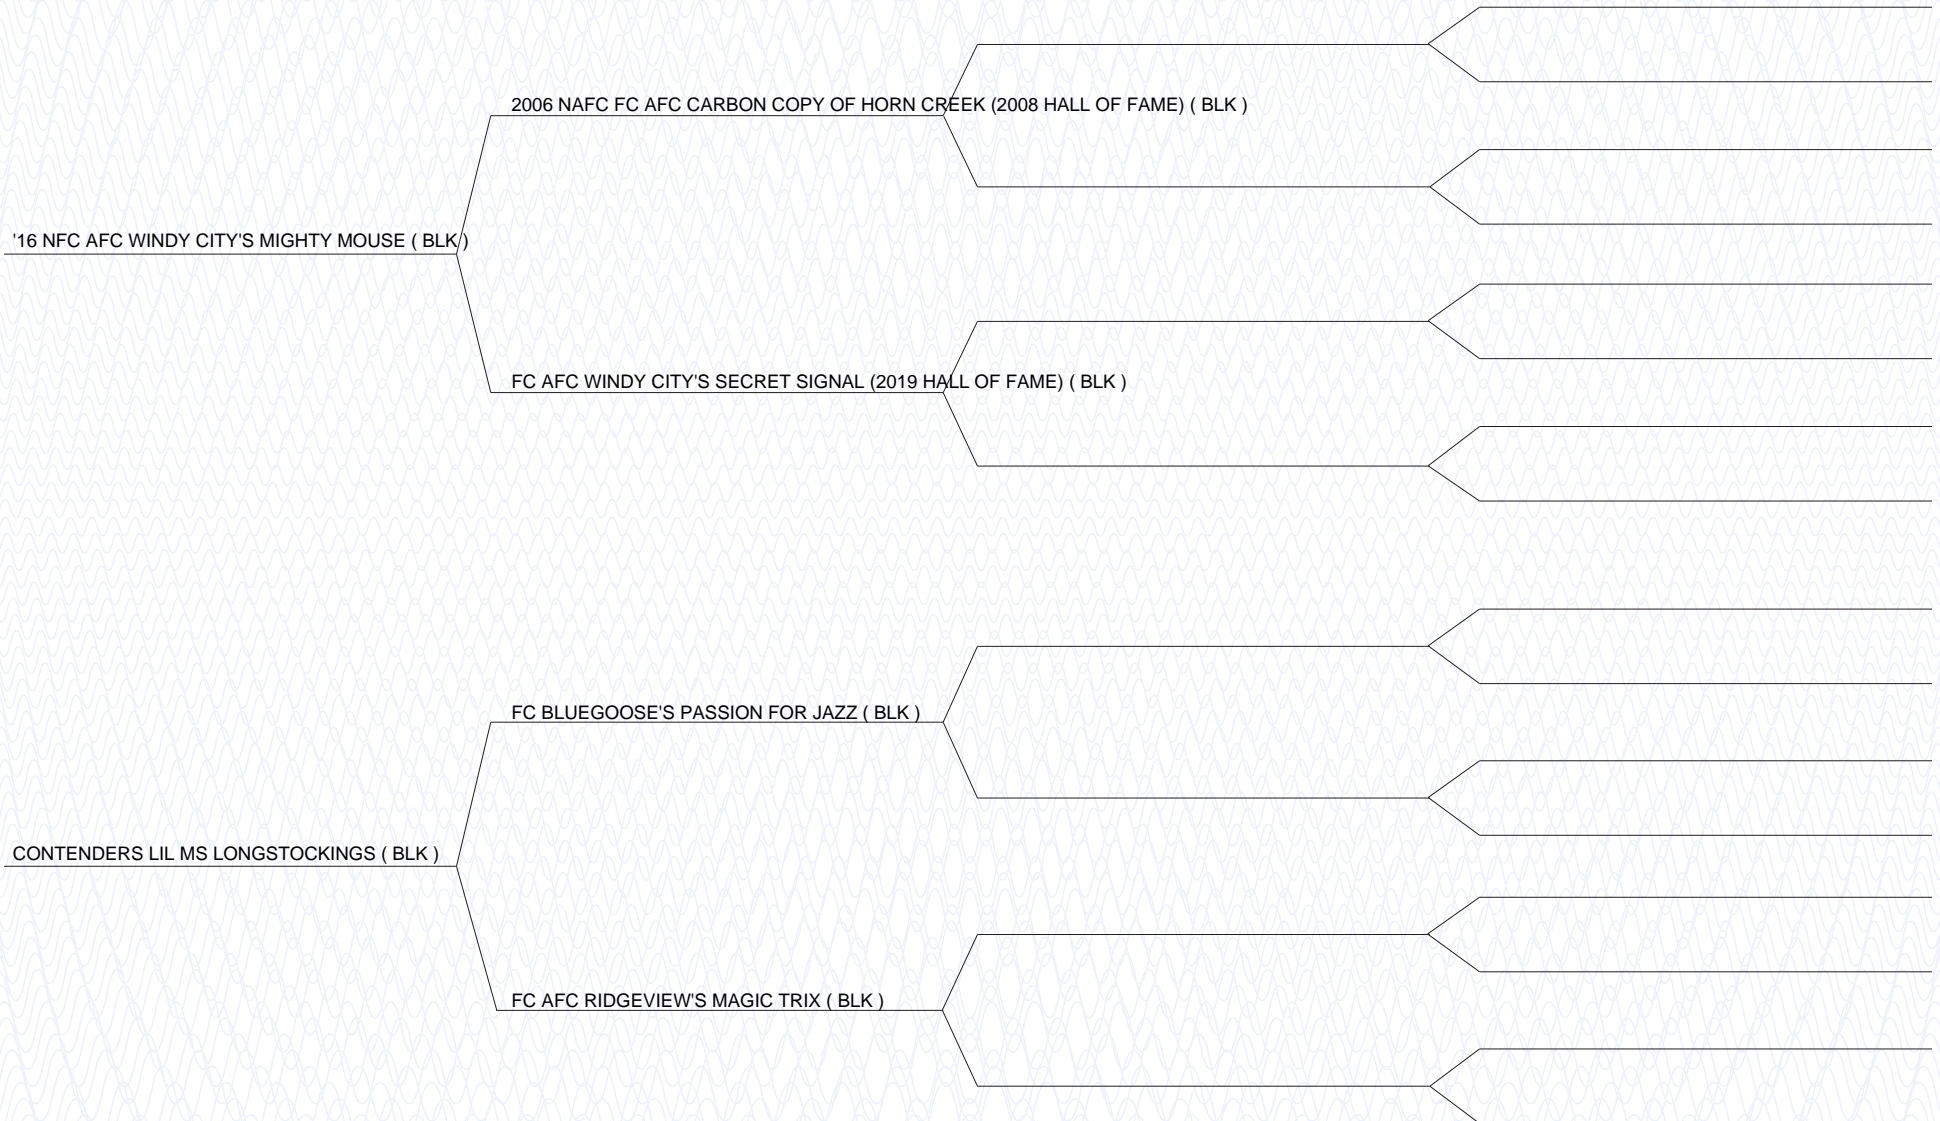 2006 NAFC FC AFC CARBON COPY OF HORN CREEK (2008 HALL OF FAME) ( BLK )
'16 NFC AFC WINDY CITY'S MIGHTY MOUSE ( BLK )
FC AFC WINDY CITY'S SECRET SIGNAL (2019 HALL OF FAME) ( BLK )
FC BLUEGOOSE'S PASSION FOR JAZZ ( BLK )
CONTENDERS LIL MS LONGSTOCKINGS ( BLK )
FC AFC RIDGEVIEW'S MAGIC TRIX ( BLK )